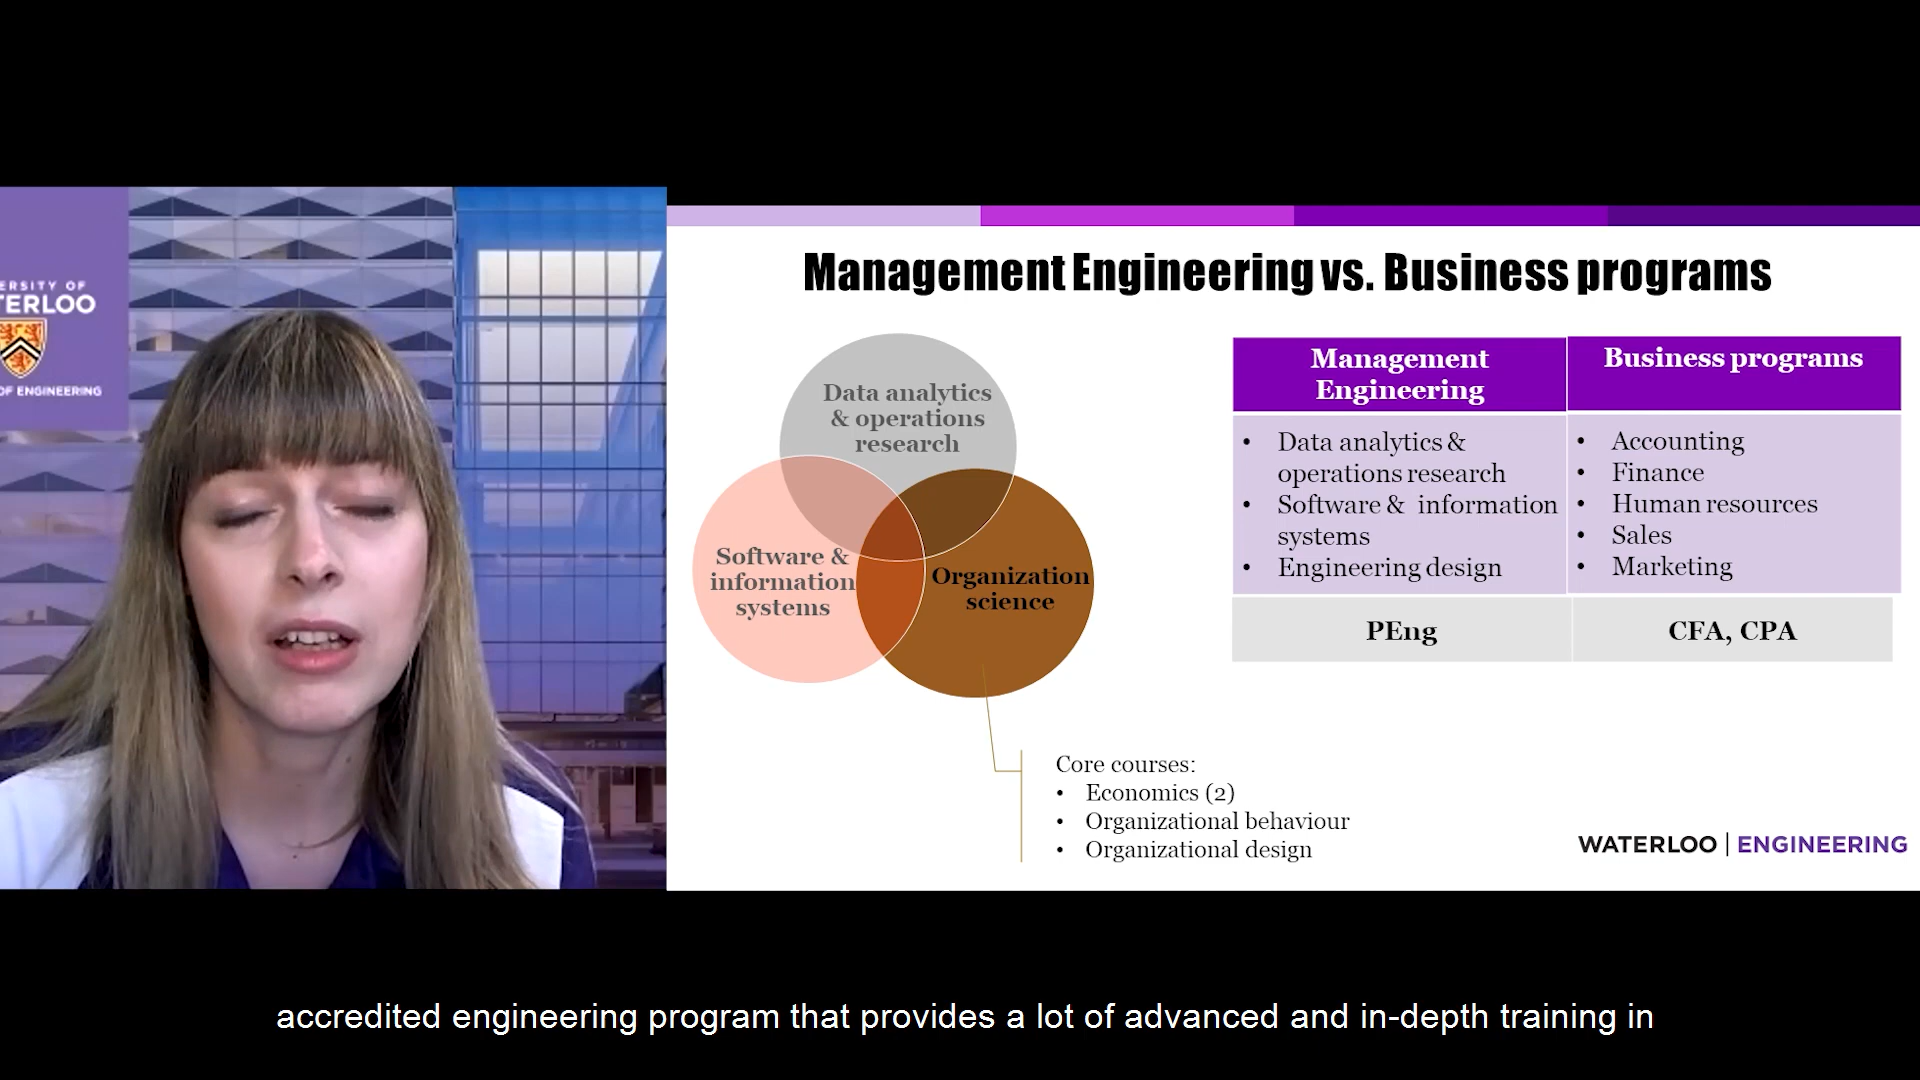 ERSITY OF
TERLOO
OF ENGINEERING
Management Engineering vs. Business programs
Data analytics
& operations
research
Software &
information
systems
Organization
science
Core courses:
• Economics (2)
• Organizational behaviour
• Organizational design
Management
Engineering
Business programs
• Data analytics &
operations research
• Software & information
systems
• Engineering design
• Accounting
• Finance
• Human resources
• Sales
• Marketing
PEng
CFA, CPA
WATERLOO | ENGINEERING
accredited engineering program that provides a lot of advanced and in-depth training in